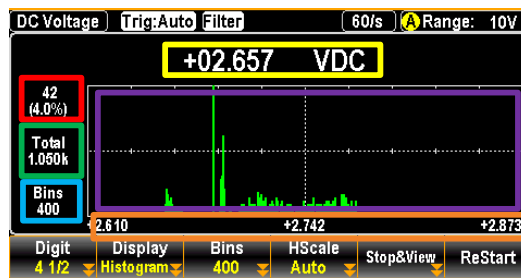 DC Voltage Trig:Auto Filter 60/s A Range: 10V
+02.657 VDC
42
(4.0%)
Total
1.050k
Bins
400
+2.610 +2.742 +2.873
Digit Display Bins HScale Stop&View ReStart
4 1/2 Histogram 400 Auto